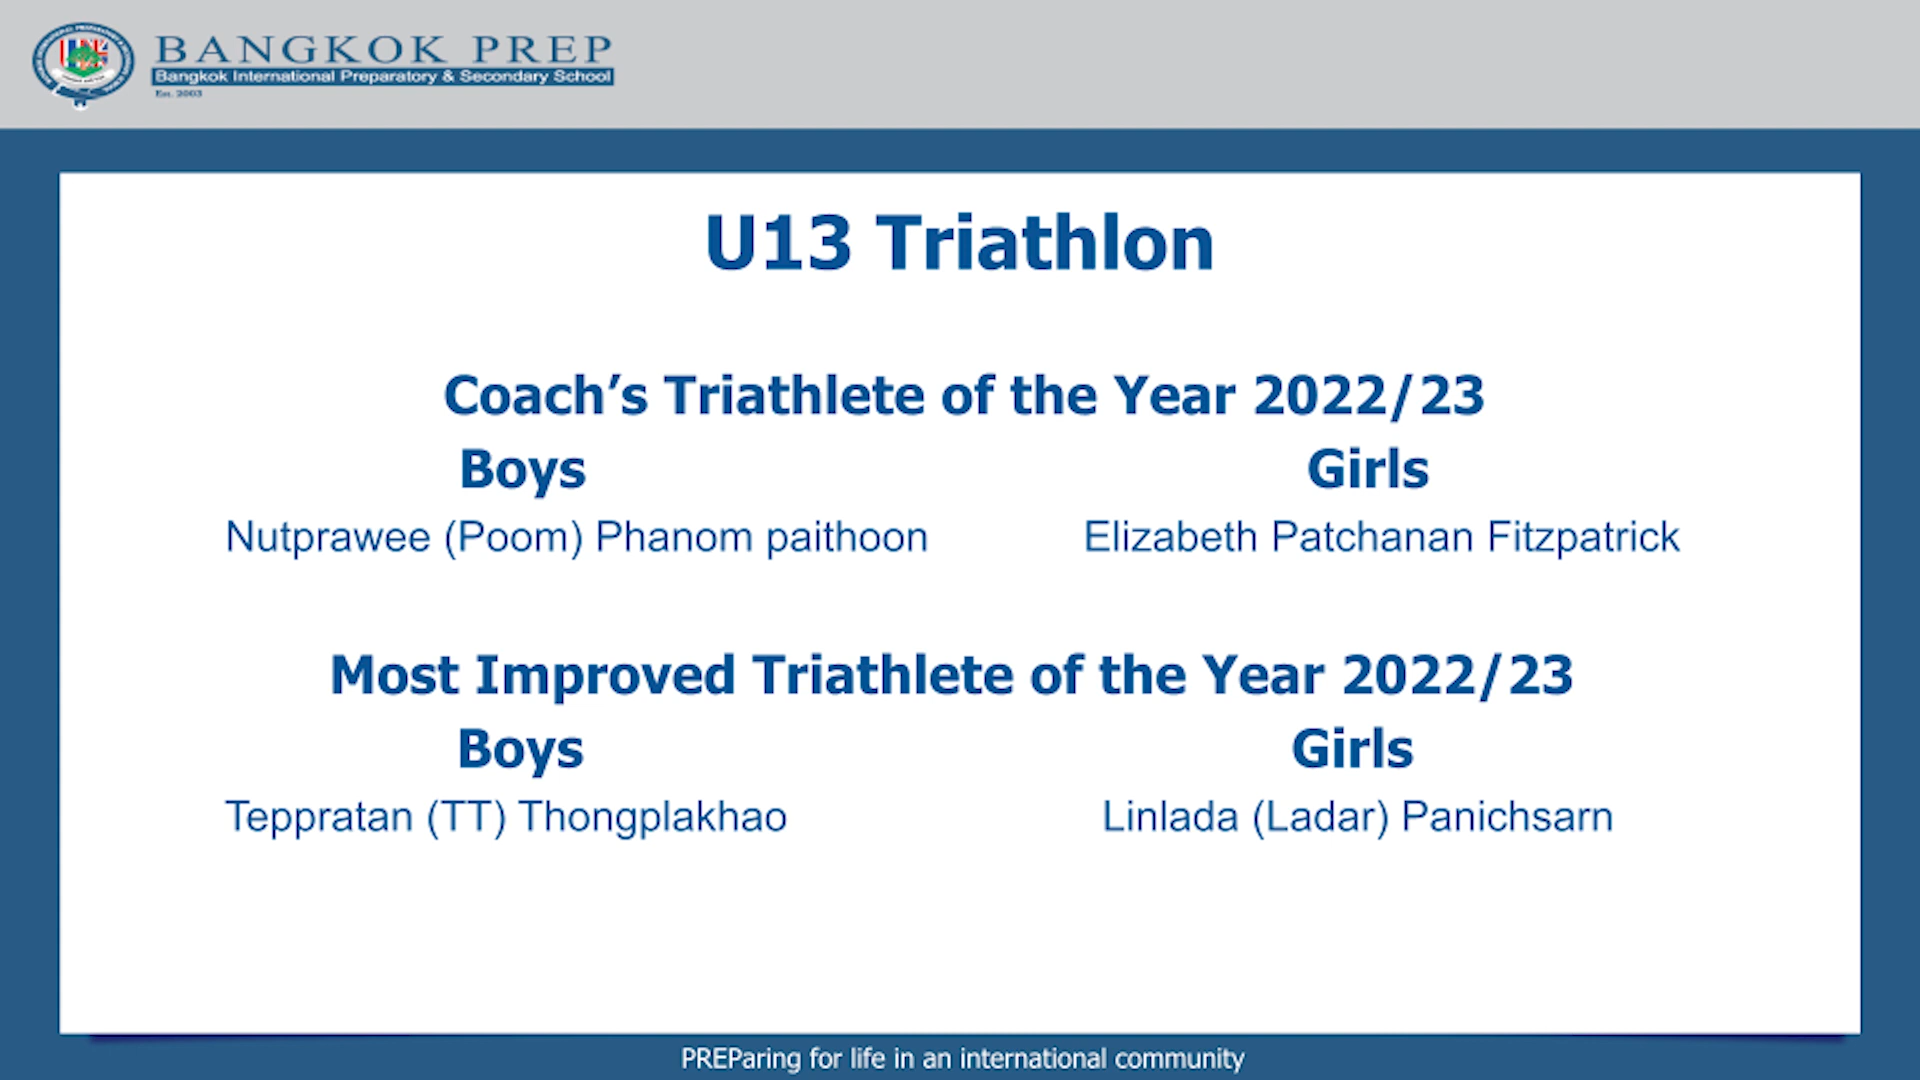 BANGKOK PREP
Bangkok International Preparatory & Secondary School
Est. 2003
U13 Triathlon
Coach’s Triathlete of the Year 2022/23
Boys Girls
Nutprawee (Poom) Phanom paithoon Elizabeth Patchanan Fitzpatrick
Most Improved Triathlete of the Year 2022/23
Boys Girls
Teppratan (TT) Thongplakhao Linlada (Ladar) Panichsarn
PREParing for life in an international community